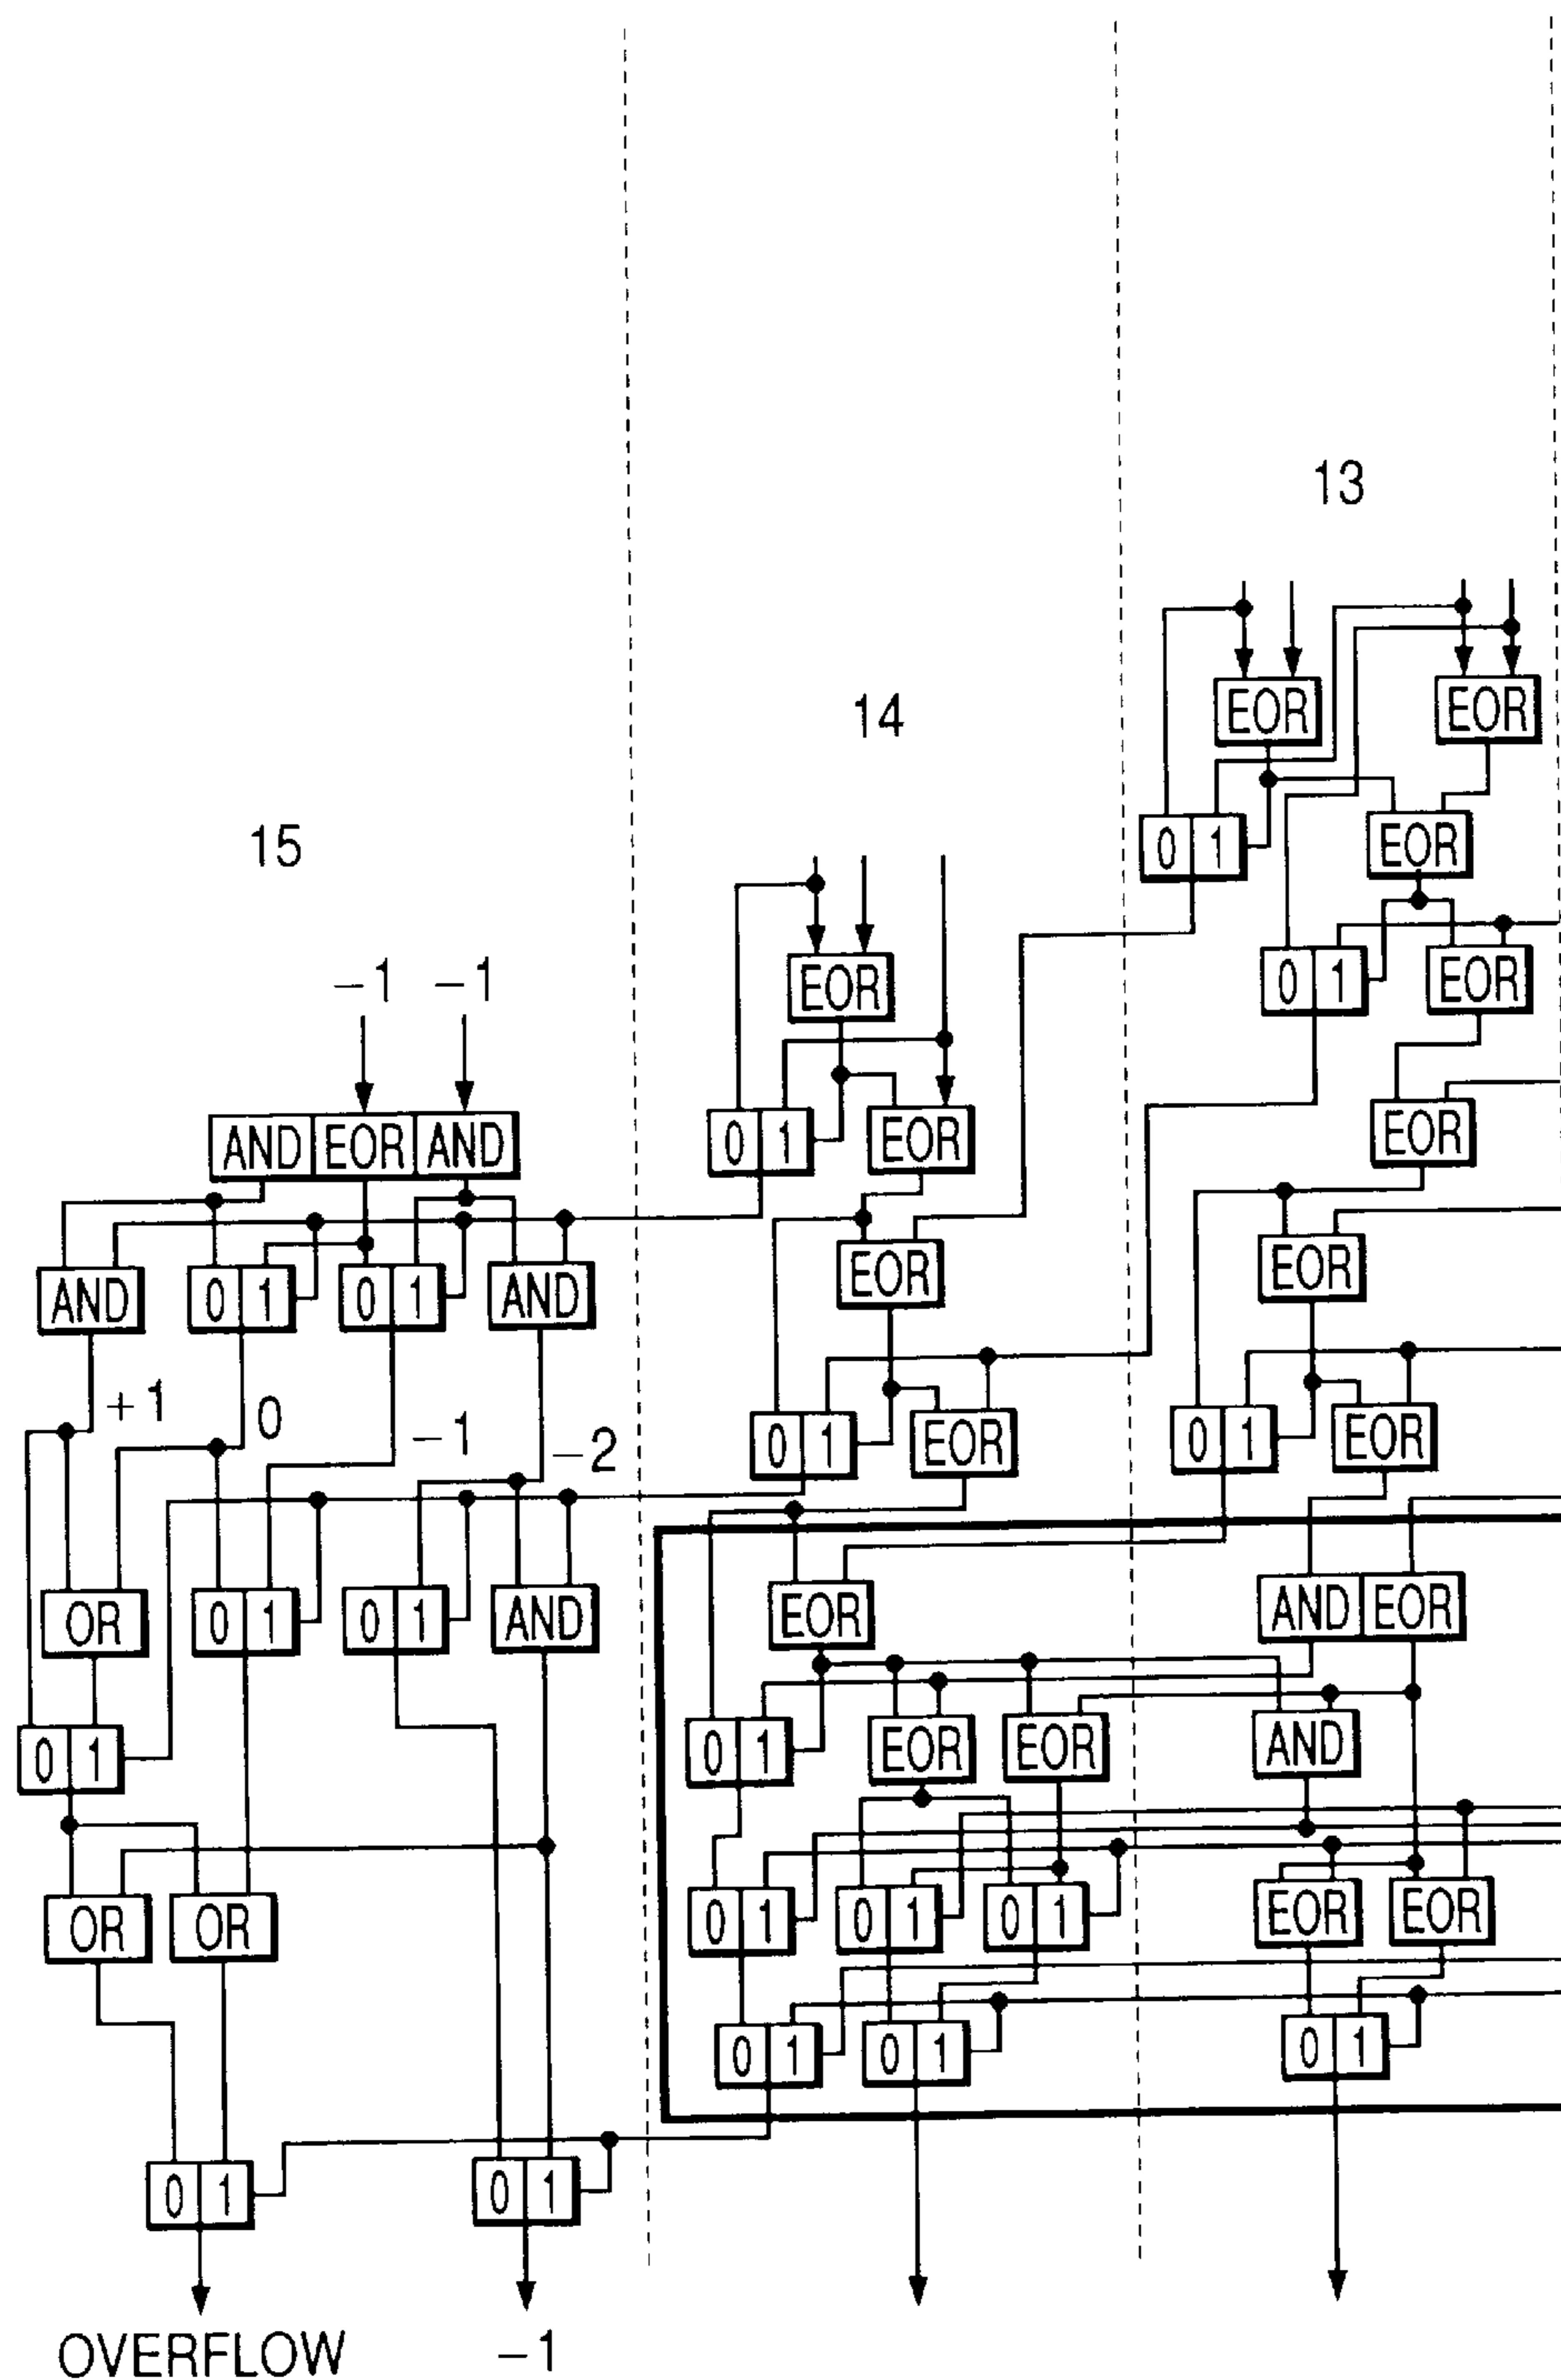 13
EOR EOR
14
0 1 EOR
15
EOR
0 1 EOR
-1 -1
AND EOR AND
0 1 EOR
EOR
AND 0 1 0 1 AND
EOR
EOR
+1 0 -1 -2
0 1 EOR
0 1 EOR
OR 0 1 0 1 AND
EOR
AND EOR
0 1
0 1 EOR EOR
AND
OR OR
0 1 0 1 0 1
EOR EOR
0 1 0 1
0 1
0 1 0 1
OVERFLOW -1